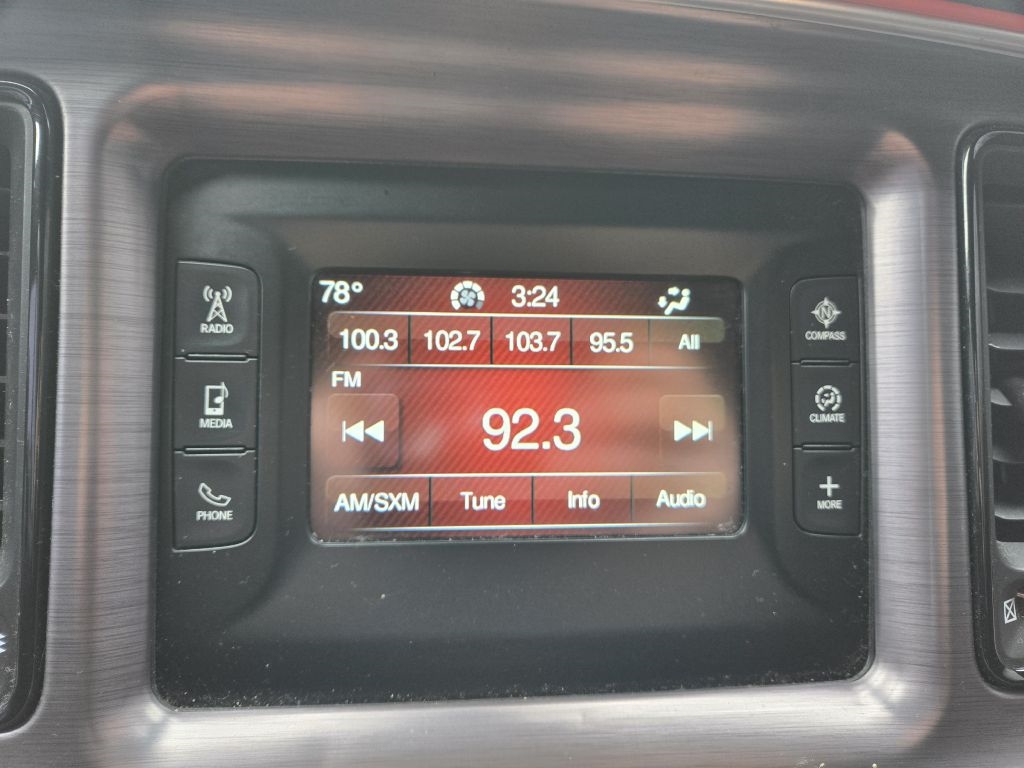 78° 3:24
100.3 102.7 103.7 95.5 All
FM
92.3
AM/SXM Tune Info Audio
RADIO
MEDIA
PHONE
N
COMPASS
CLIMATE
MORE